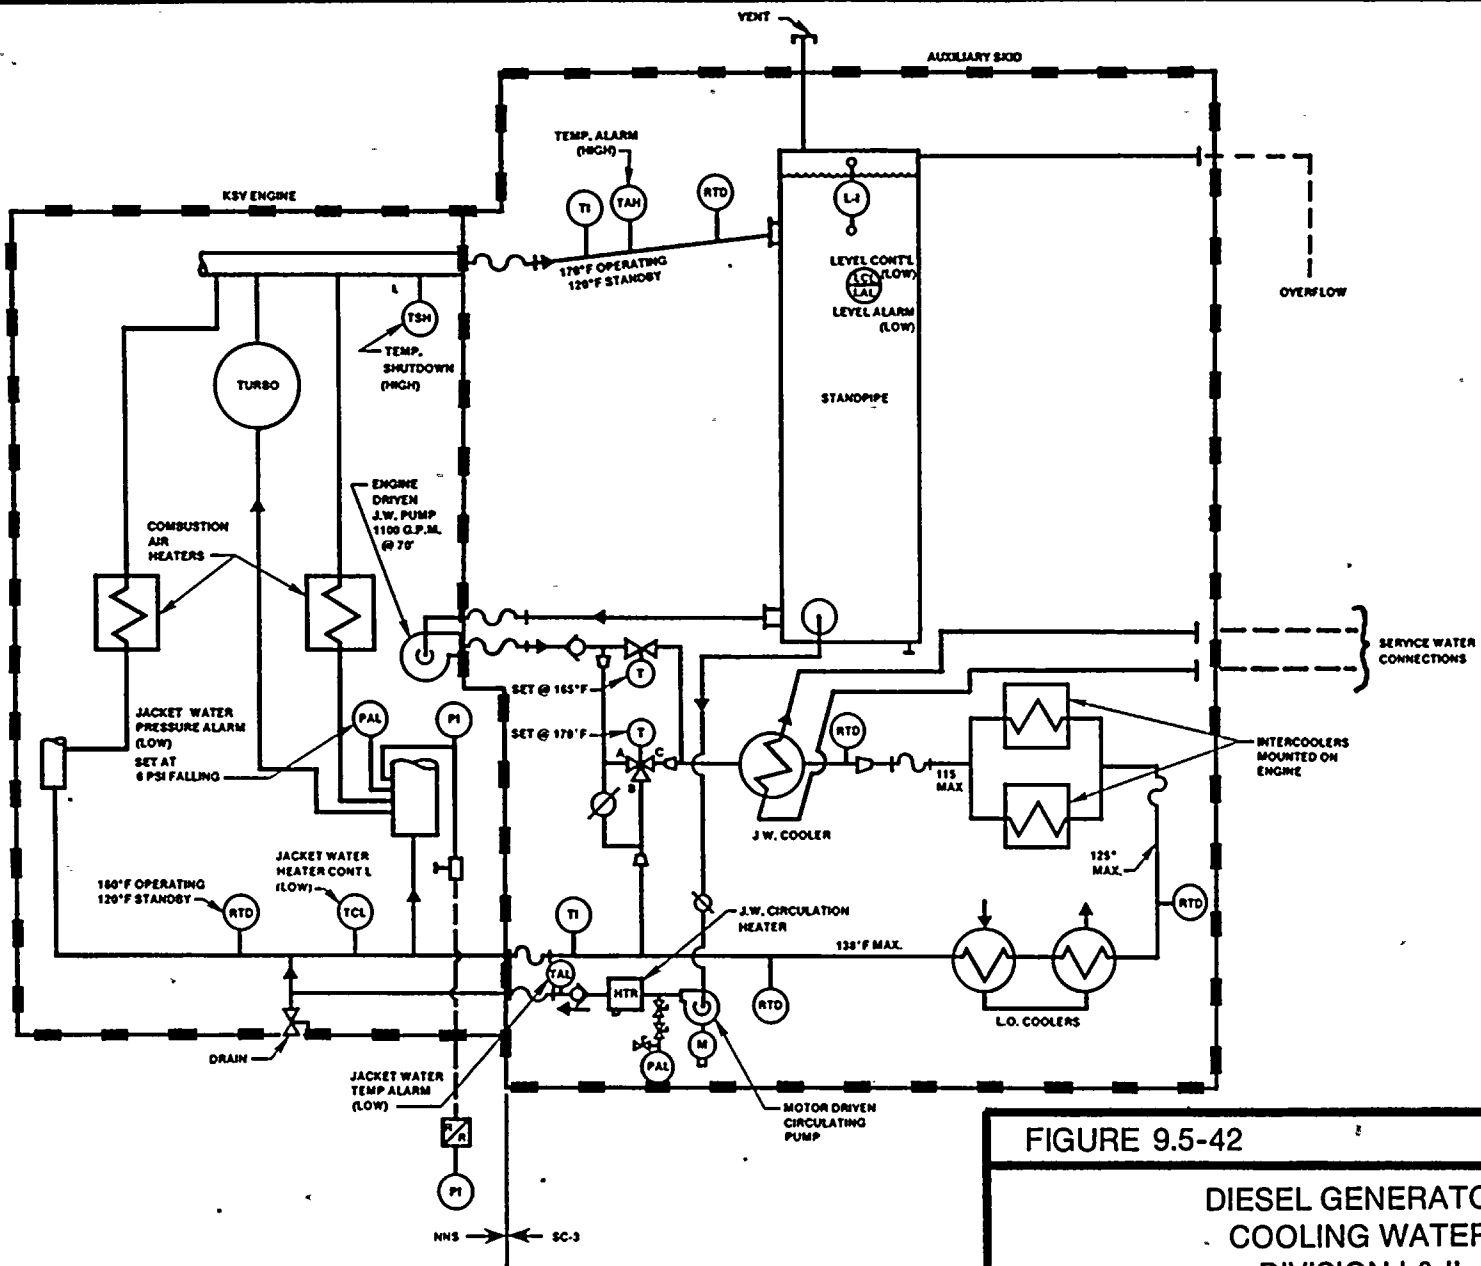 VENT
AUXILIARY SKID
TEMP. ALARM
(HIGH)
KSV ENGINE
TI
TAH
RTD
L-I
170°F OPERATING
120°F STANDBY
LEVEL CONT'L
(LOW)
LCL
LAL
LEVEL ALARM
(LOW)
OVERFLOW
TSH
TEMP.
SHUTDOWN
(HIGH)
TURBO
STANDPIPE
ENGINE
DRIVEN
J.W. PUMP
1100 G.P.M.
@ 70'
COMBUSTION
AIR
HEATERS
SERVICE WATER
CONNECTIONS
T
SET @ 165°F
JACKET WATER
PRESSURE ALARM
(LOW)
SET AT
6 PSI FALLING
PAL
PI
SET @ 170°F
T
A
C
B
RTD
115
MAX
INTERCOOLERS
MOUNTED ON
ENGINE
J.W. COOLER
125°
MAX.
JACKET WATER
HEATER CONT'L
(LOW)
160°F OPERATING
120°F STANDBY
RTD
TCL
TI
J.W. CIRCULATION
HEATER
RTD
138°F MAX.
TAL
HTR
RTD
L.O. COOLERS
M
PAL
DRAIN
JACKET WATER
TEMP ALARM
(LOW)
MOTOR DRIVEN
CIRCULATING
PUMP
R
R
PI
NNS
SC-3
FIGURE 9.5-42
DIESEL GENERATO
COOLING WATER
DIVISION I & II